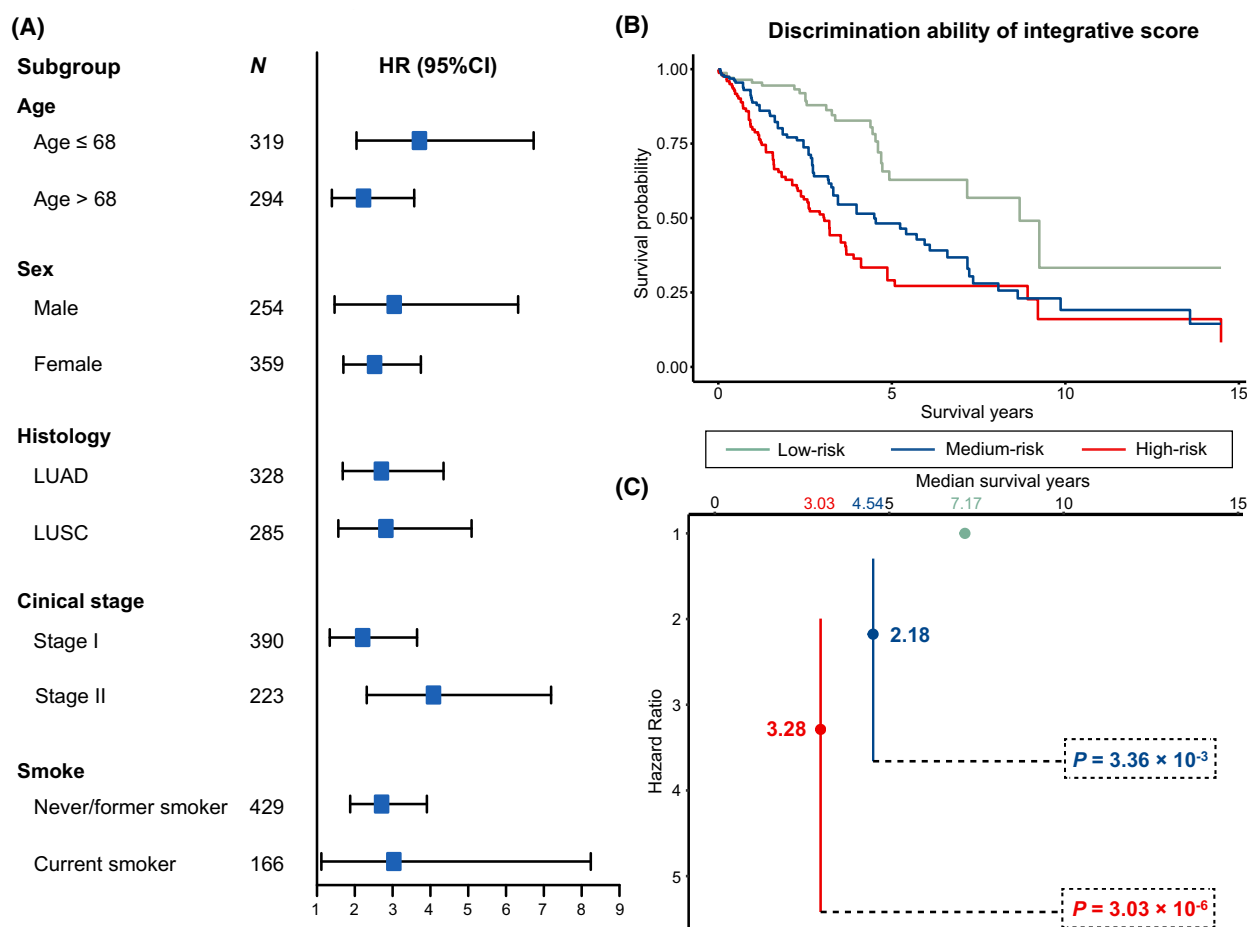 (A)
Subgroup N HR (95%CI)
Age
Age ≤ 68 319
Age > 68 294
Sex
Male 254
Female 359
Histology
LUAD 328
LUSC 285
Cinical stage
Stage I 390
Stage II 223
Smoke
Never/former smoker 429
Current smoker 166
1 2 3 4 5 6 7 8 9
(B)
Discrimination ability of integrative score
Survival probability
1.00
0.75
0.50
0.25
0.00
0 5 10 15
Survival years
Low-risk Medium-risk High-risk
(C)
Median survival years
0 3.03 4.54 5 7.17 10 15
Hazard Ratio
1
2
3
4
5
2.18
3.28
P = 3.36 × 10⁻³
P = 3.03 × 10⁻⁶